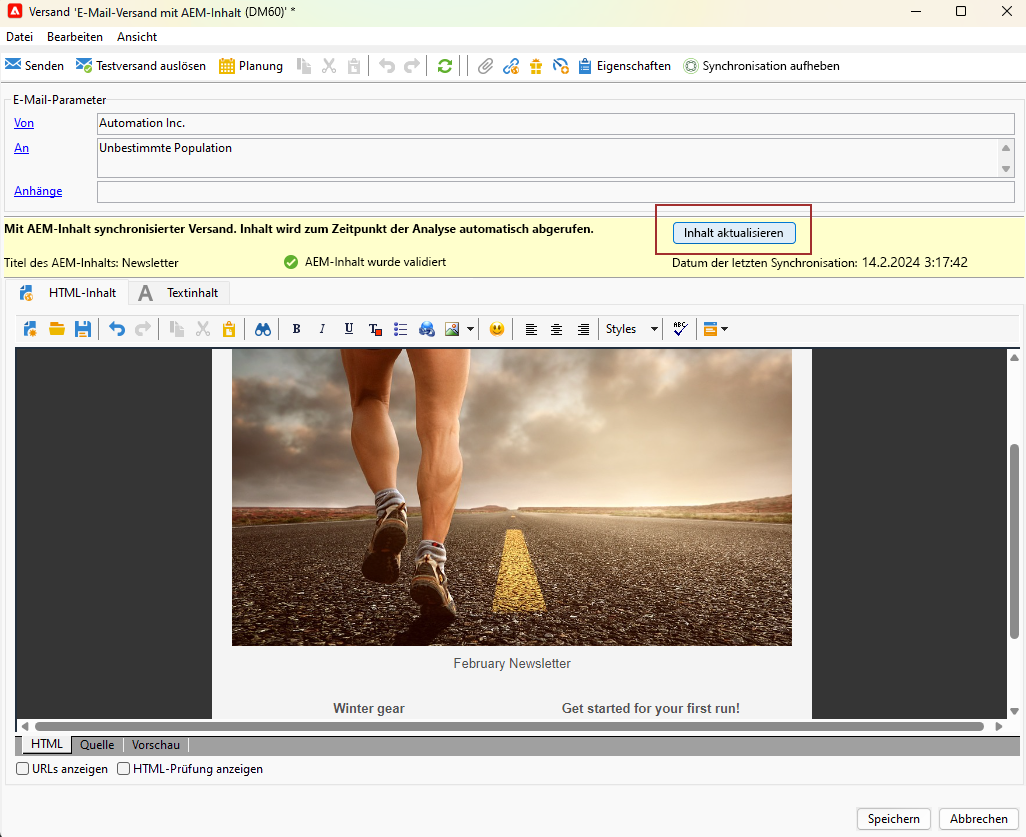 Versand 'E-Mail-Versand mit AEM-Inhalt (DM60)' *
Datei Bearbeiten Ansicht
Senden Testversand auslösen Planung Eigenschaften Synchronisation aufheben
E-Mail-Parameter
Von Automation Inc.
An Unbestimmte Population
Anhänge
Mit AEM-Inhalt synchronisierter Versand. Inhalt wird zum Zeitpunkt der Analyse automatisch abgerufen. Inhalt aktualisieren
Titel des AEM-Inhalts: Newsletter AEM-Inhalt wurde validiert Datum der letzten Synchronisation: 14.2.2024 3:17:42
HTML-Inhalt A Textinhalt
B I U T Styles ABC
February Newsletter
Winter gear Get started for your first run!
HTML Quelle Vorschau
URLs anzeigen HTML-Prüfung anzeigen
Speichern Abbrechen